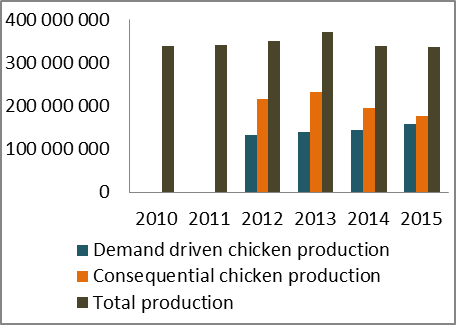 400 000 000
300 000 000
200 000 000
100 000 000
0
2010 2011 2012 2013 2014 2015
Demand driven chicken production
Consequential chicken production
Total production